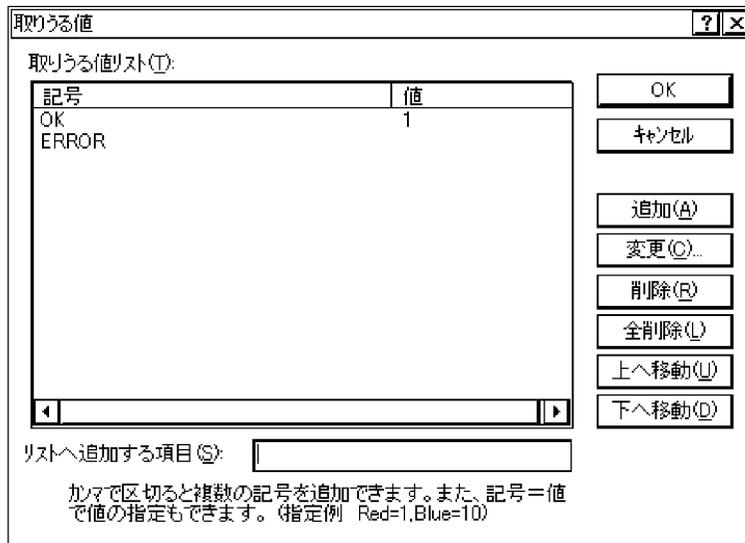 取りうる値
取りうる値リスト(T):
記号 値
OK 1
ERROR
OK
キャンセル
追加(A)
変更(C)...
削除(R)
全削除(L)
上へ移動(U)
下へ移動(D)
リストへ追加する項目(S):
カンマで区切ると複数の記号を追加できます。また、記号=値
で値の指定もできます。(指定例 Red=1,Blue=10)